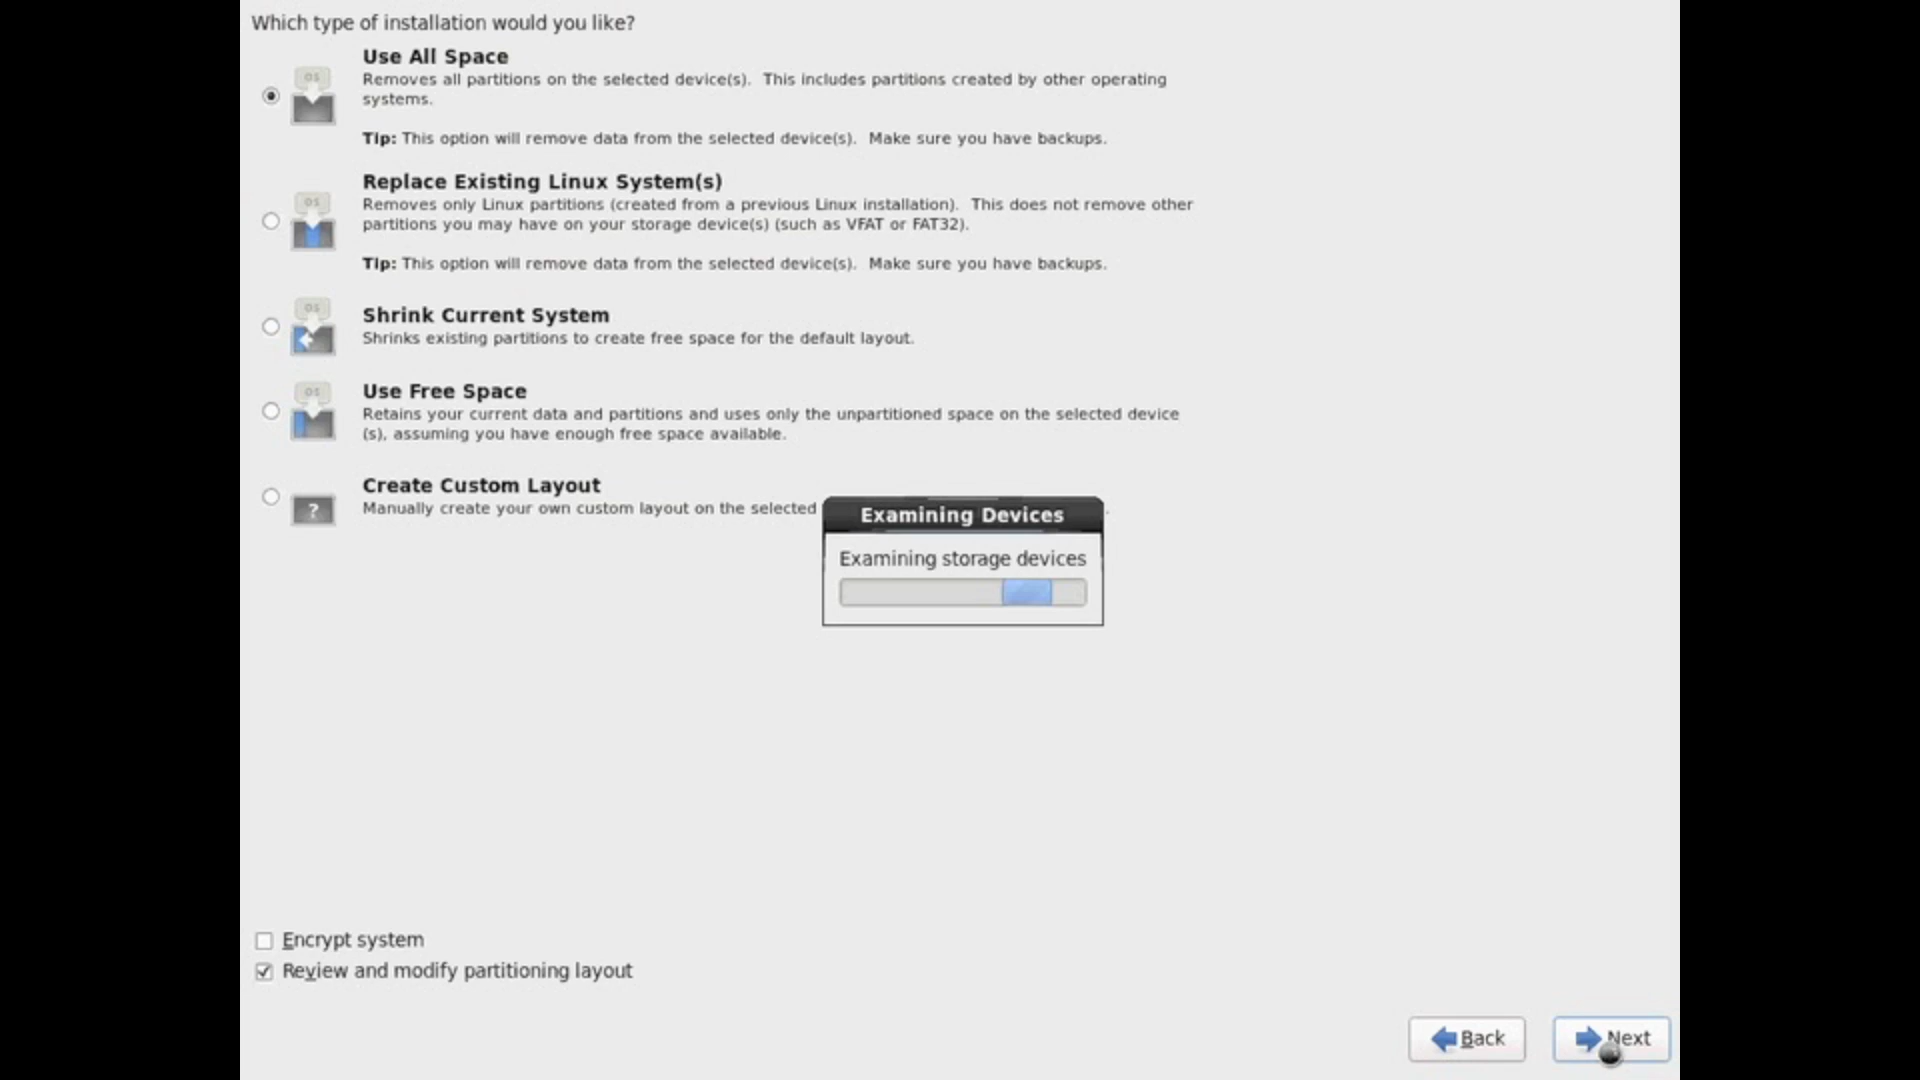 Which type of installation would you like?
Use All Space
Removes all partitions on the selected device(s).  This includes partitions created by other operating
systems.
Tip: This option will remove data from the selected device(s).  Make sure you have backups.
Replace Existing Linux System(s)
Removes only Linux partitions (created from a previous Linux installation).  This does not remove other
partitions you may have on your storage device(s) (such as VFAT or FAT32).
Tip: This option will remove data from the selected device(s).  Make sure you have backups.
Shrink Current System
Shrinks existing partitions to create free space for the default layout.
Use Free Space
Retains your current data and partitions and uses only the unpartitioned space on the selected device
(s), assuming you have enough free space available.
Create Custom Layout
Manually create your own custom layout on the selected
Examining Devices
Examining storage devices
Encrypt system
Review and modify partitioning layout
Back
Next
OS
OS
OS
OS
?